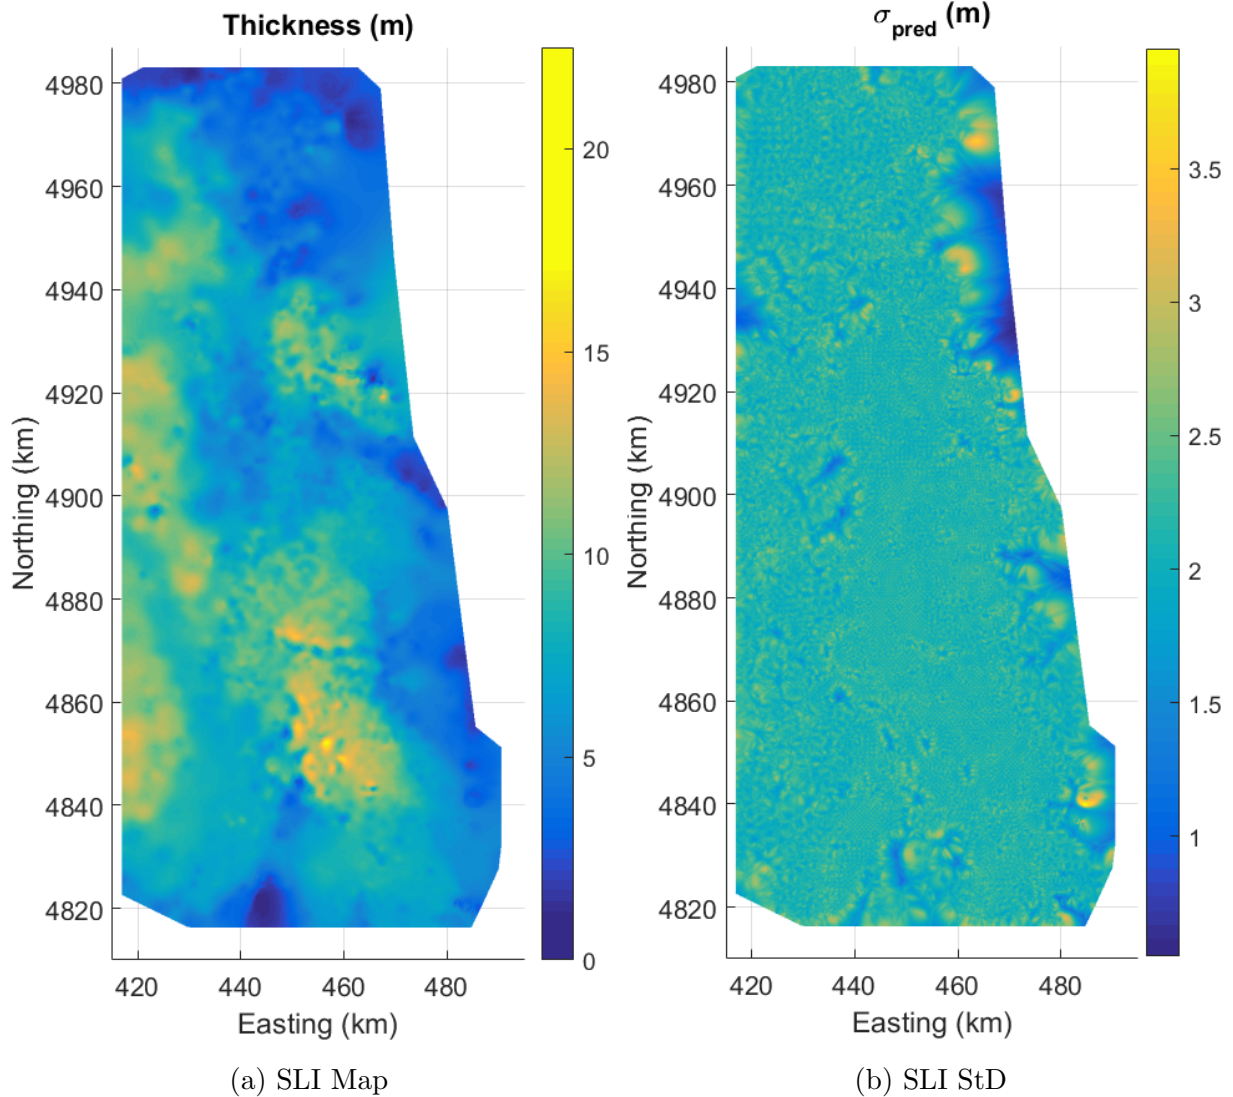 Thickness (m)
4980
4960
4940
4920
4900
4880
4860
4840
4820
420 440 460 480
Northing (km)
Easting (km)
20
15
10
5
0
(a) SLI Map
σpred (m)
4980
4960
4940
4920
4900
4880
4860
4840
4820
420 440 460 480
Northing (km)
Easting (km)
3.5
3
2.5
2
1.5
1
(b) SLI StD